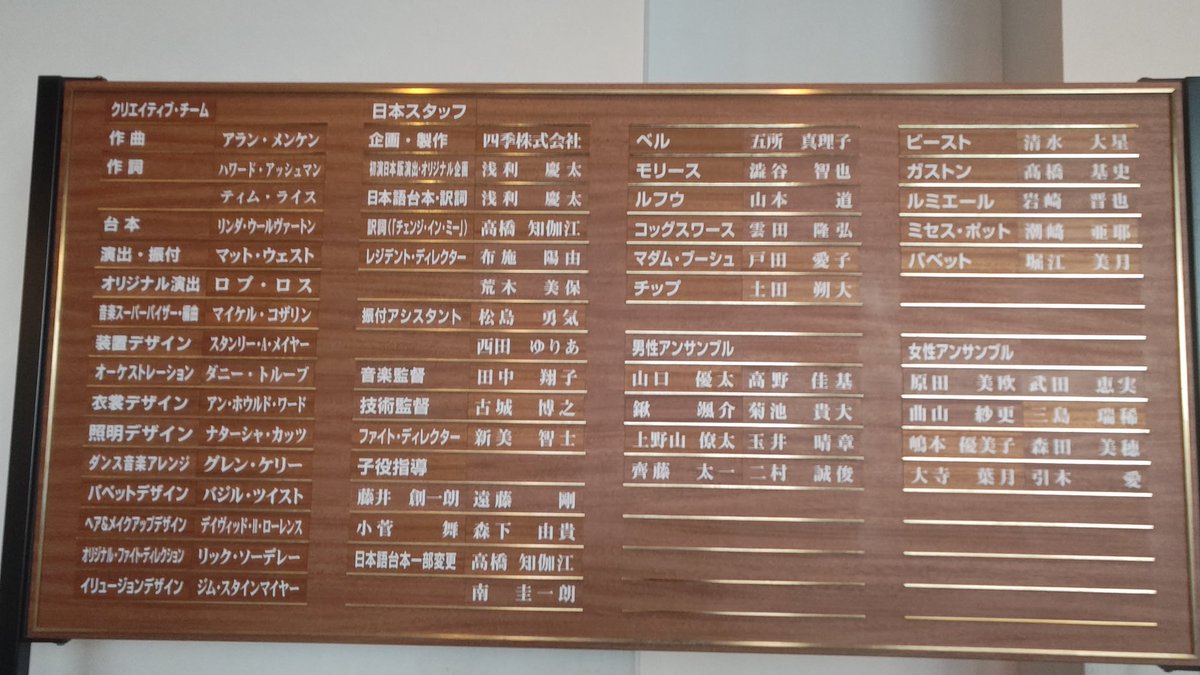 クリエイティブ・チーム
作曲 アラン・メンケン
作詞 ハワード・アッシュマン
ティム・ライス
台本 リンダ・ウールヴァートン
演出・振付 マット・ウェスト
オリジナル演出 ロブ・ロス
音楽スーパーバイザー・編曲 マイケル・コザリン
装置デザイン スタンリー・A・メイヤー
オーケストレーション ダニー・トルーブ
衣裳デザイン アン・ホウルド・ワード
照明デザイン ナターシャ・カッツ
ダンス音楽アレンジ グレン・ケリー
パペットデザイン バジル・ツイスト
ヘア&メイクアップデザイン デイヴィッド・H・ローレンス
オリジナル・ファイト・ディレクション リック・ソーデレー
イリュージョンデザイン ジム・スタインマイヤー
日本スタッフ
企画・製作 四季株式会社
初演日本版演出・オリジナル企画 浅利 慶太
日本語台本・訳詞 浅利 慶太
訳詞(「チェンジ・イン・ミー」) 高橋 知伽江
レジデント・ディレクター 布施 陽由
荒木 美保
振付アシスタント 松島 勇気
西田 ゆりあ
音楽監督 田中 翔子
技術監督 古城 博之
ファイト・ディレクター 新美 智士
子役指導
藤井 創一朗 遠藤 剛
小菅 舞 森下 由貴
日本語台本一部変更 高橋 知伽江
南 圭一朗
ベル 五所 真理子
モリース 澁谷 智也
ルフウ 山本 道
コッグスワース 雲田 隆弘
マダム・ブーシュ 戸田 愛子
チップ 土田 朔大
男性アンサンブル
山口 優太 高野 佳基
鍬 颯介 菊池 貴大
上野山 僚太 玉井 晴章
齊藤 太一 二村 誠俊
ビースト 清水 大星
ガストン 高橋 基史
ルミエール 岩崎 晋也
ミセス・ポット 潮﨑 亜耶
バベット 堀江 美月
女性アンサンブル
原田 美欧 武田 恵実
曲山 紗更 三島 瑞稀
嶋本 優美子 森田 美穂
大寺 葉月 引木 愛